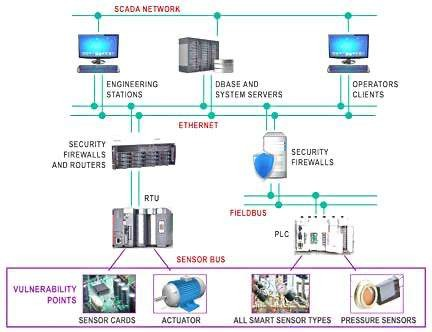 SCADA NETWORK
ENGINEERING
STATIONS
DBASE AND
SYSTEM SERVERS
OPERATORS
CLIENTS
ETHERNET
SECURITY
FIREWALLS
AND ROUTERS
SECURITY
FIREWALLS
RTU
FIELDBUS
PLC
SENSOR BUS
VULNERABILITY
POINTS
SENSOR CARDS
ACTUATOR
ALL SMART SENSOR TYPES
PRESSURE SENSORS